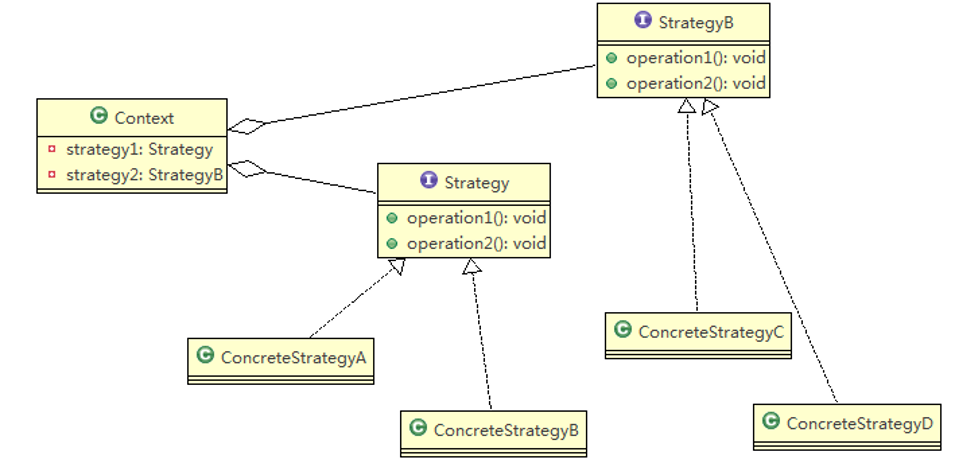 StrategyB
operation1(): void
operation2(): void
Context
strategy1: Strategy
strategy2: StrategyB
Strategy
operation1(): void
operation2(): void
ConcreteStrategyC
ConcreteStrategyA
ConcreteStrategyD
ConcreteStrategyB